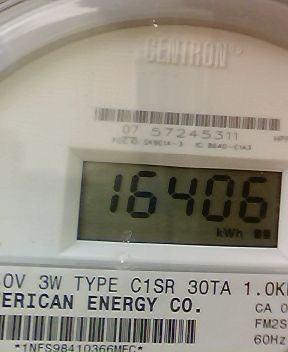 CENTRON®
07 57245311
16406
kWh
0V 3W TYPE C1SR 30TA 1.0K
ERICAN ENERGY CO.
CA 0
FM2S
60Hz
*1NFS98410366MEC*